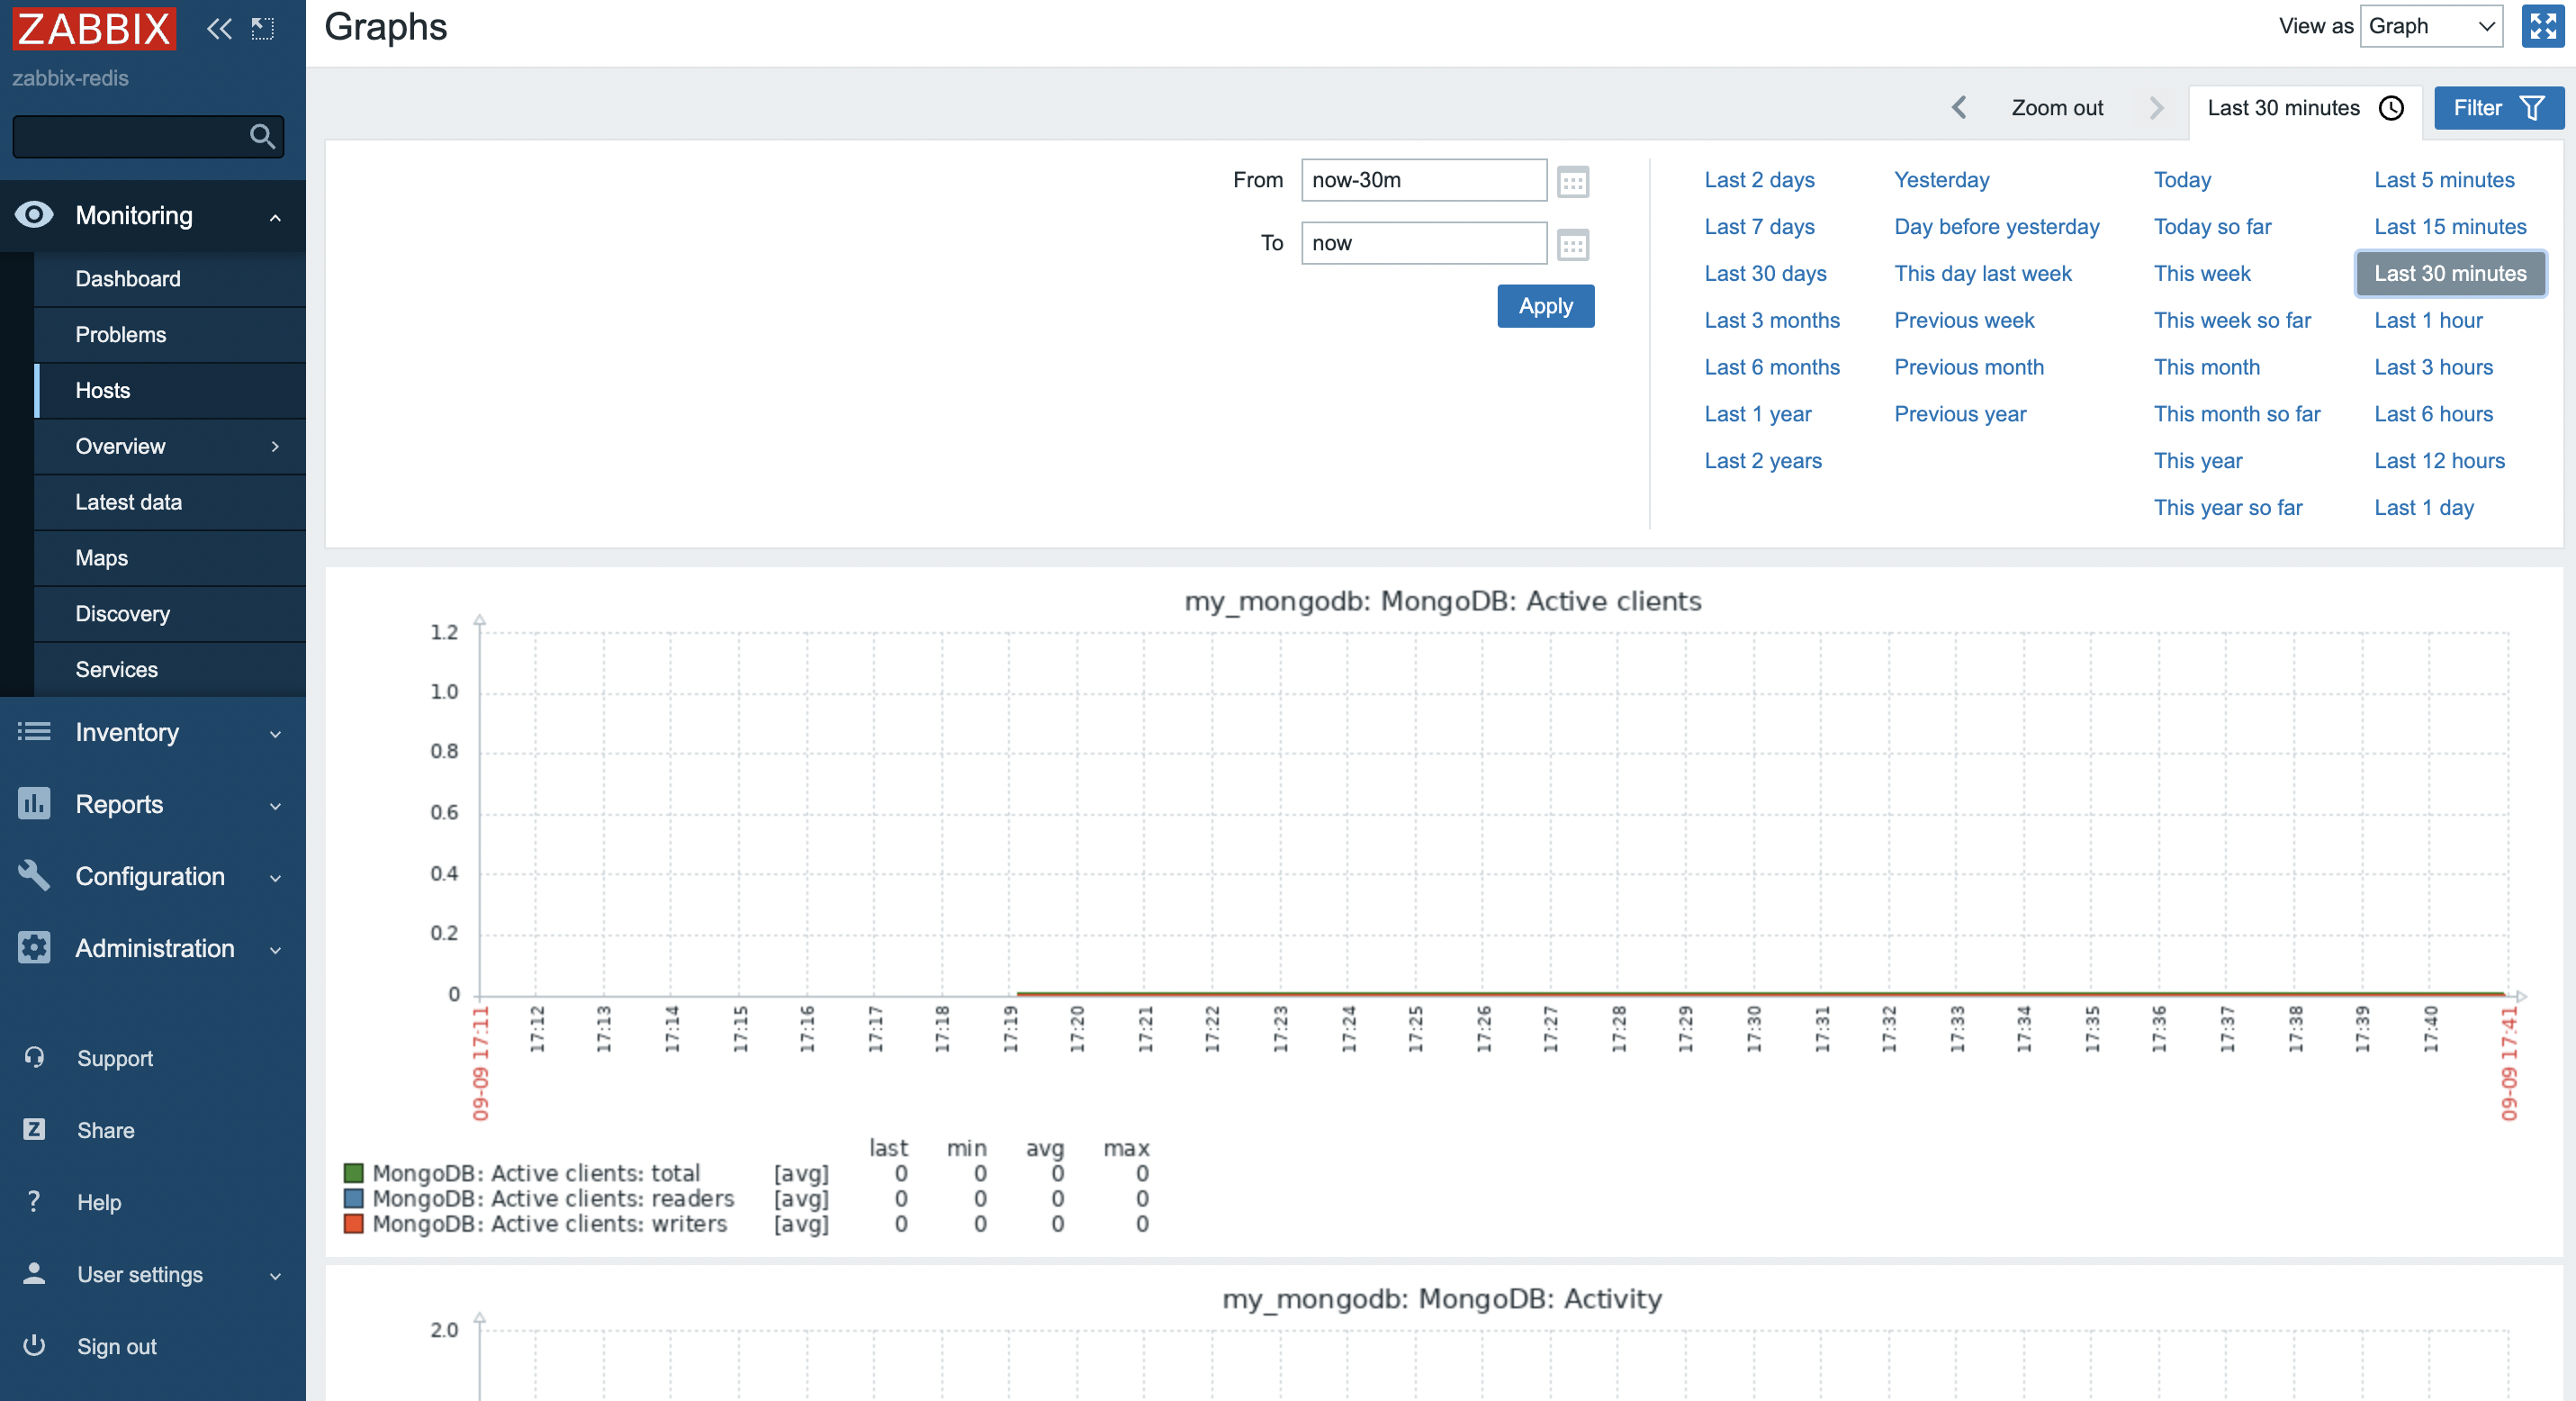 ZABBIX
zabbix-redis
Monitoring
Dashboard
Problems
Hosts
Overview
Latest data
Maps
Discovery
Services
Inventory
Reports
Configuration
Administration
Support
Z Share
? Help
User settings
Sign out
Graphs
View as Graph
Zoom out Last 30 minutes Filter
From now-30m
To now
Apply
Last 2 days Yesterday Today Last 5 minutes
Last 7 days Day before yesterday Today so far Last 15 minutes
Last 30 days This day last week This week Last 30 minutes
Last 3 months Previous week This week so far Last 1 hour
Last 6 months Previous month This month Last 3 hours
Last 1 year Previous year This month so far Last 6 hours
Last 2 years This year Last 12 hours
This year so far Last 1 day
my_mongodb: MongoDB: Active clients
1.2
1.0
0.8
0.6
0.4
0.2
0
09-09 17:11 17:12 17:13 17:14 17:15 17:16 17:17 17:18 17:19 17:20 17:21 17:22 17:23 17:24 17:25 17:26 17:27 17:28 17:29 17:30 17:31 17:32 17:33 17:34 17:35 17:36 17:37 17:38 17:39 17:40 09-09 17:41
last min avg max
MongoDB: Active clients: total [avg] 0 0 0 0
MongoDB: Active clients: readers [avg] 0 0 0 0
MongoDB: Active clients: writers [avg] 0 0 0 0
my_mongodb: MongoDB: Activity
2.0